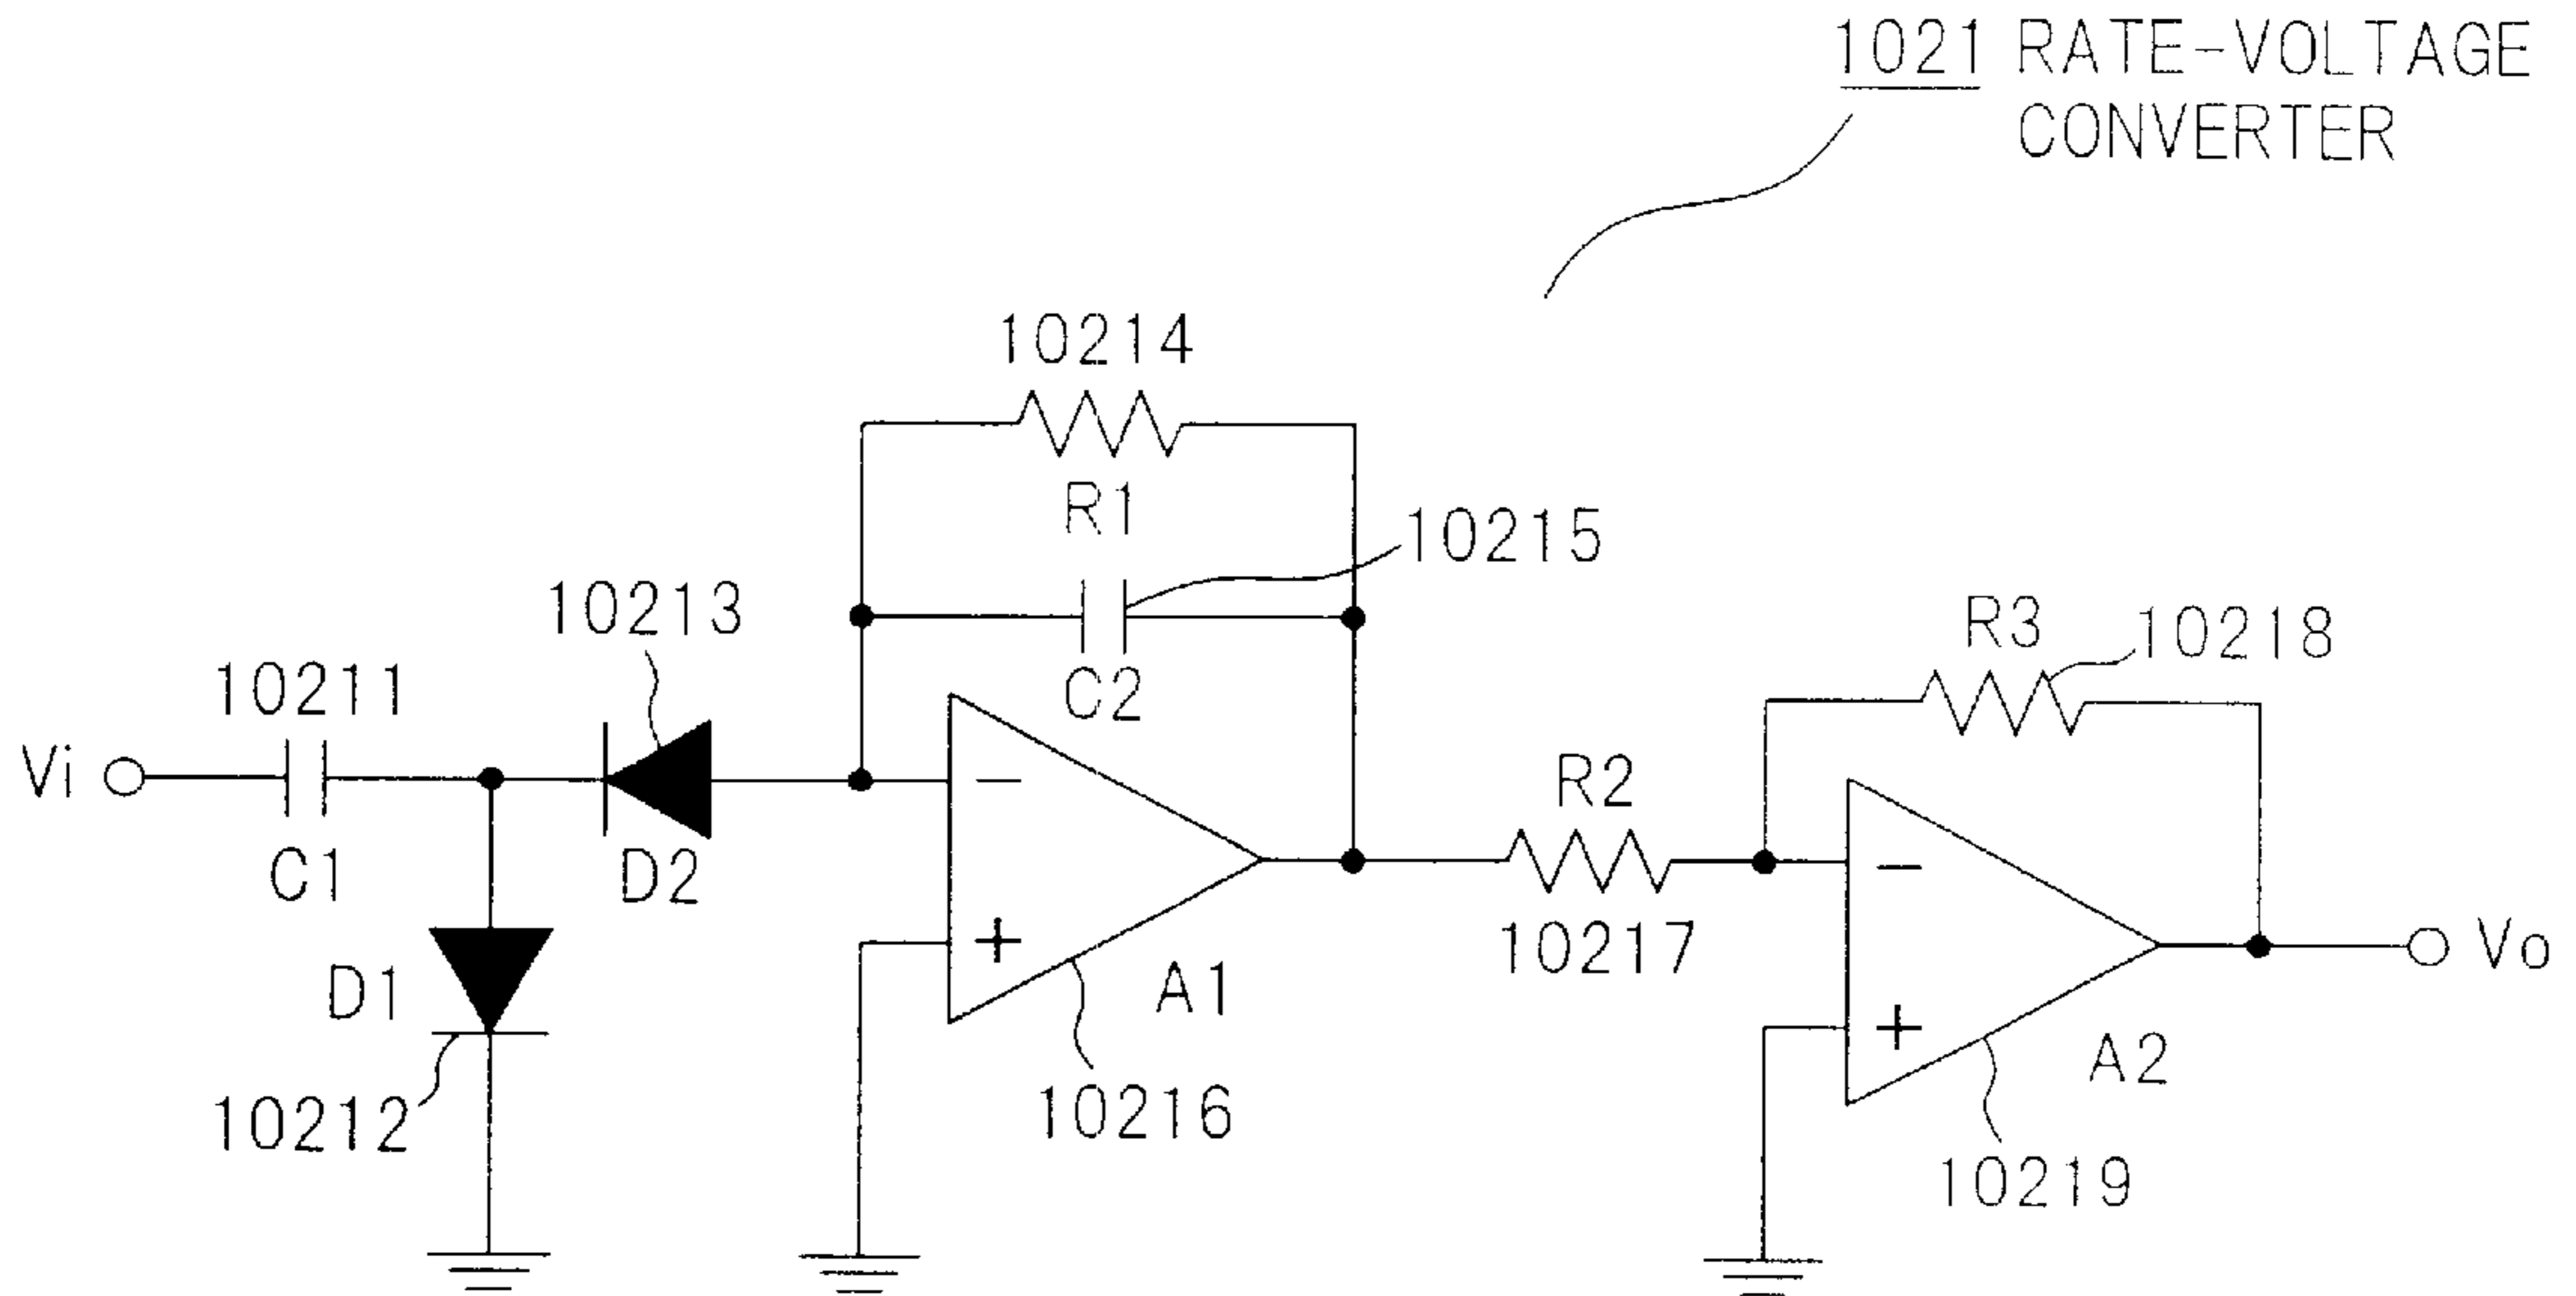 1021 RATE-VOLTAGE
CONVERTER
10214
R1
10215
10213
C2
R3
10218
10211
Vi
C1
D2
−
R2
D1
+
A1
10217
−
Vo
10212
10216
+
A2
10219